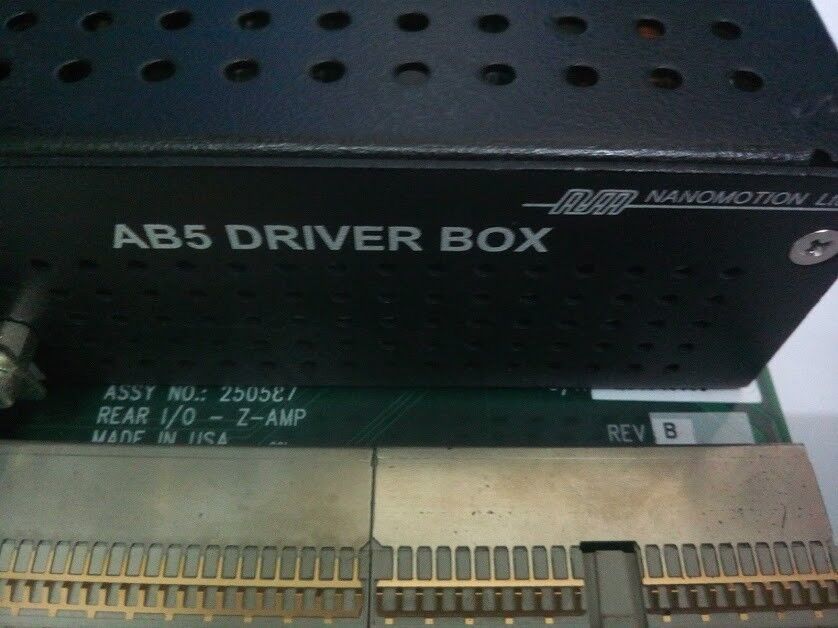 NANOMOTION
AB5 DRIVER BOX
ASSY NO.: 250587
REAR I/O - Z-AMP
MADE IN USA
REV B